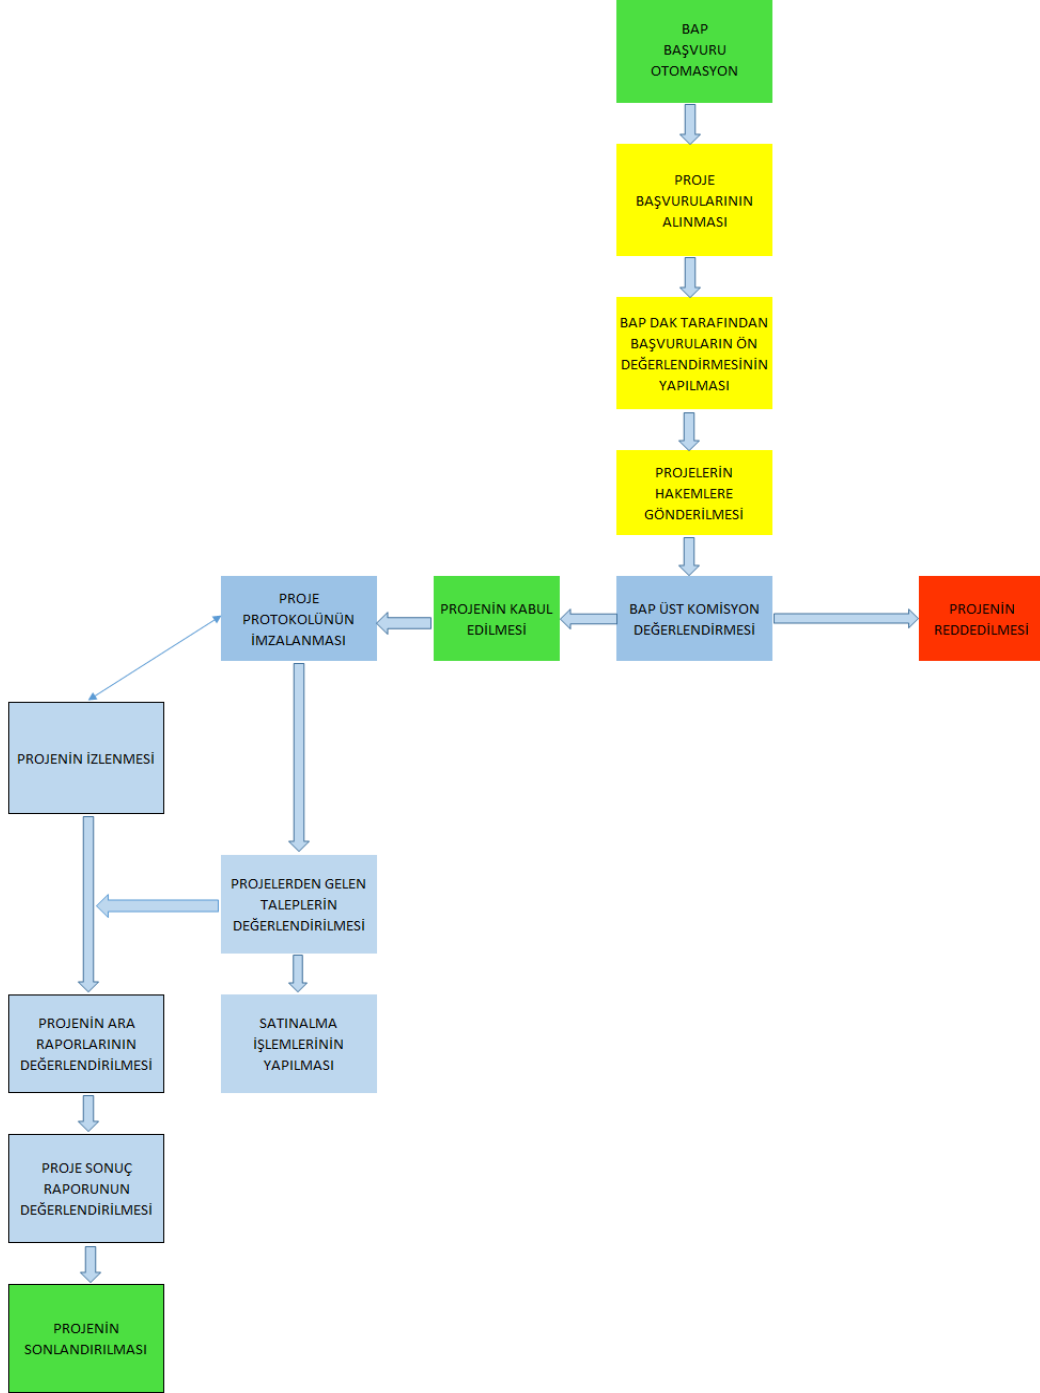 BAP
BAŞVURU
OTOMASYON
PROJE
BAŞVURULARININ
ALINMASI
BAP DAK TARAFINDAN
BAŞVURULARIN ÖN
DEĞERLENDİRMESİNİN
YAPILMASI
PROJELERİN
HAKEMLERE
GÖNDERİLMESİ
PROJE
PROTOKOLÜNÜN
İMZALANMASI
PROJENİN KABUL
EDİLMESİ
BAP ÜST KOMİSYON
DEĞERLENDİRMESİ
PROJENİN
REDDEDİLMESİ
PROJENİN İZLENMESİ
PROJELERDEN GELEN
TALEPLERİN
DEĞERLENDİRİLMESİ
PROJENİN ARA
RAPORLARININ
DEĞERLENDİRİLMESİ
SATINALMA
İŞLEMLERİNİN
YAPILMASI
PROJE SONUÇ
RAPORUNUN
DEĞERLENDİRİLMESİ
PROJENİN
SONLANDIRILMASI